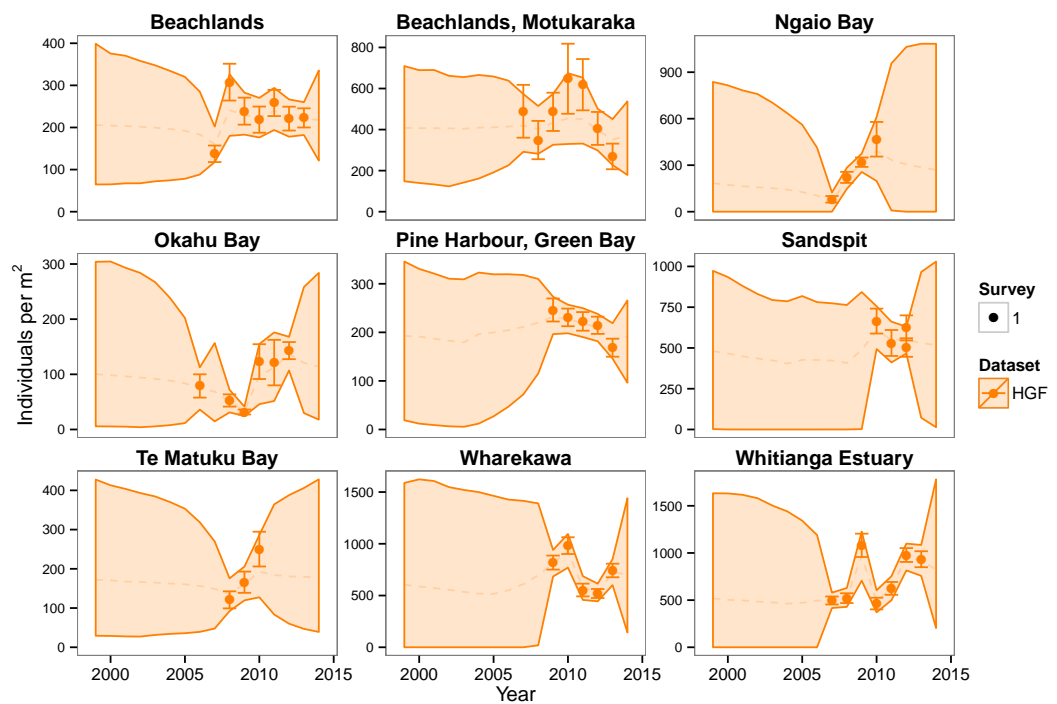 Beachlands
Beachlands, Motukaraka
Ngaio Bay
400
300
200
100
0
800
600
400
200
0
900
600
300
0
Okahu Bay
Pine Harbour, Green Bay
Sandspit
300
200
100
0
300
200
100
0
1000
750
500
250
0
Te Matuku Bay
Wharekawa
Whitianga Estuary
400
300
200
100
0
1500
1000
500
0
1500
1000
500
0
2000 2005 2010 2015
2000 2005 2010 2015
2000 2005 2010 2015
Year
Individuals per m²
Survey
1
Dataset
HGF